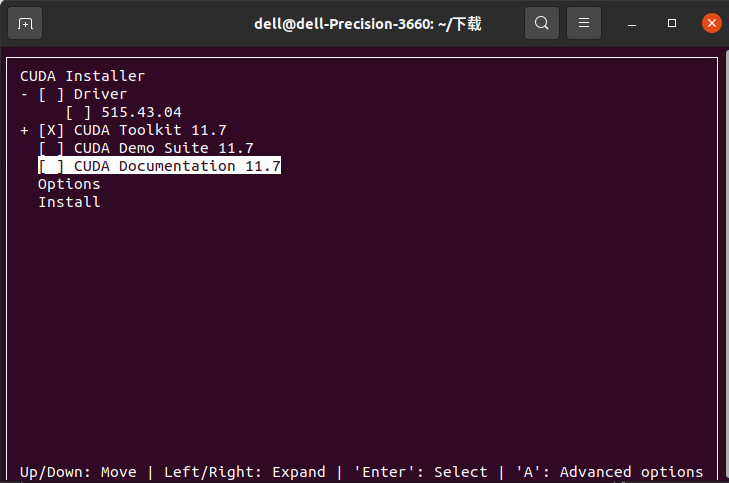 dell@dell-Precision-3660: ~/下载
CUDA Installer
- [ ] Driver
[ ] 515.43.04
+ [X] CUDA Toolkit 11.7
[ ] CUDA Demo Suite 11.7
[ ] CUDA Documentation 11.7
Options
Install
Up/Down: Move | Left/Right: Expand | 'Enter': Select | 'A': Advanced options